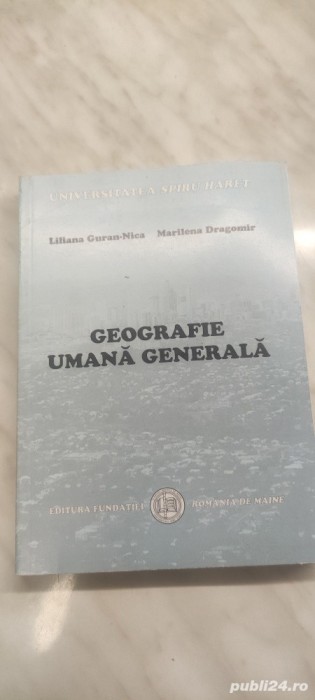 UNIVERSITATEA SPIRU HARET
Liliana Guran-Nica Marilena Dragomir
GEOGRAFIE
UMANĂ GENERALĂ
EDITURA FUNDAȚIEI ROMÂNIA DE MÂINE
publi24.ro